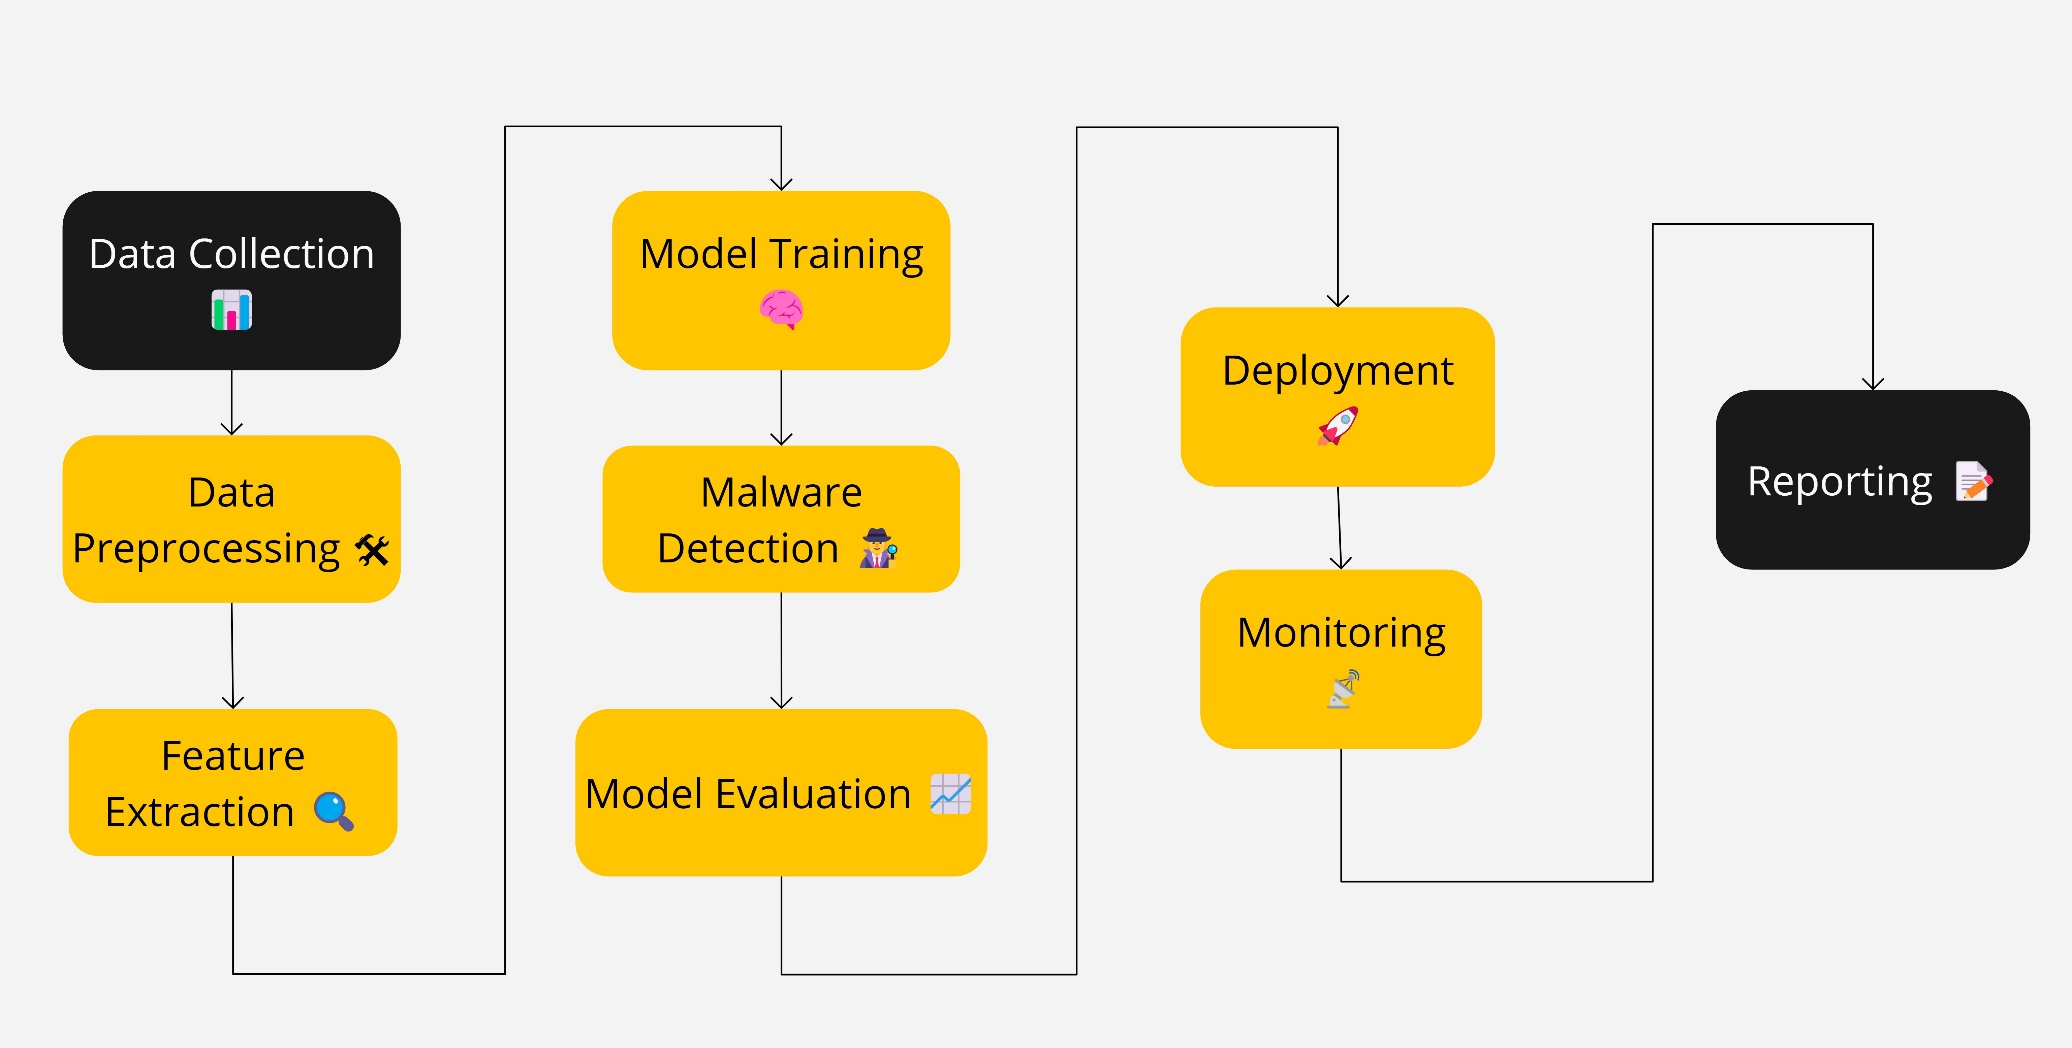 Data Collection
Data
Preprocessing
Feature
Extraction
Model Training
Malware
Detection
Model Evaluation
Deployment
Monitoring
Reporting